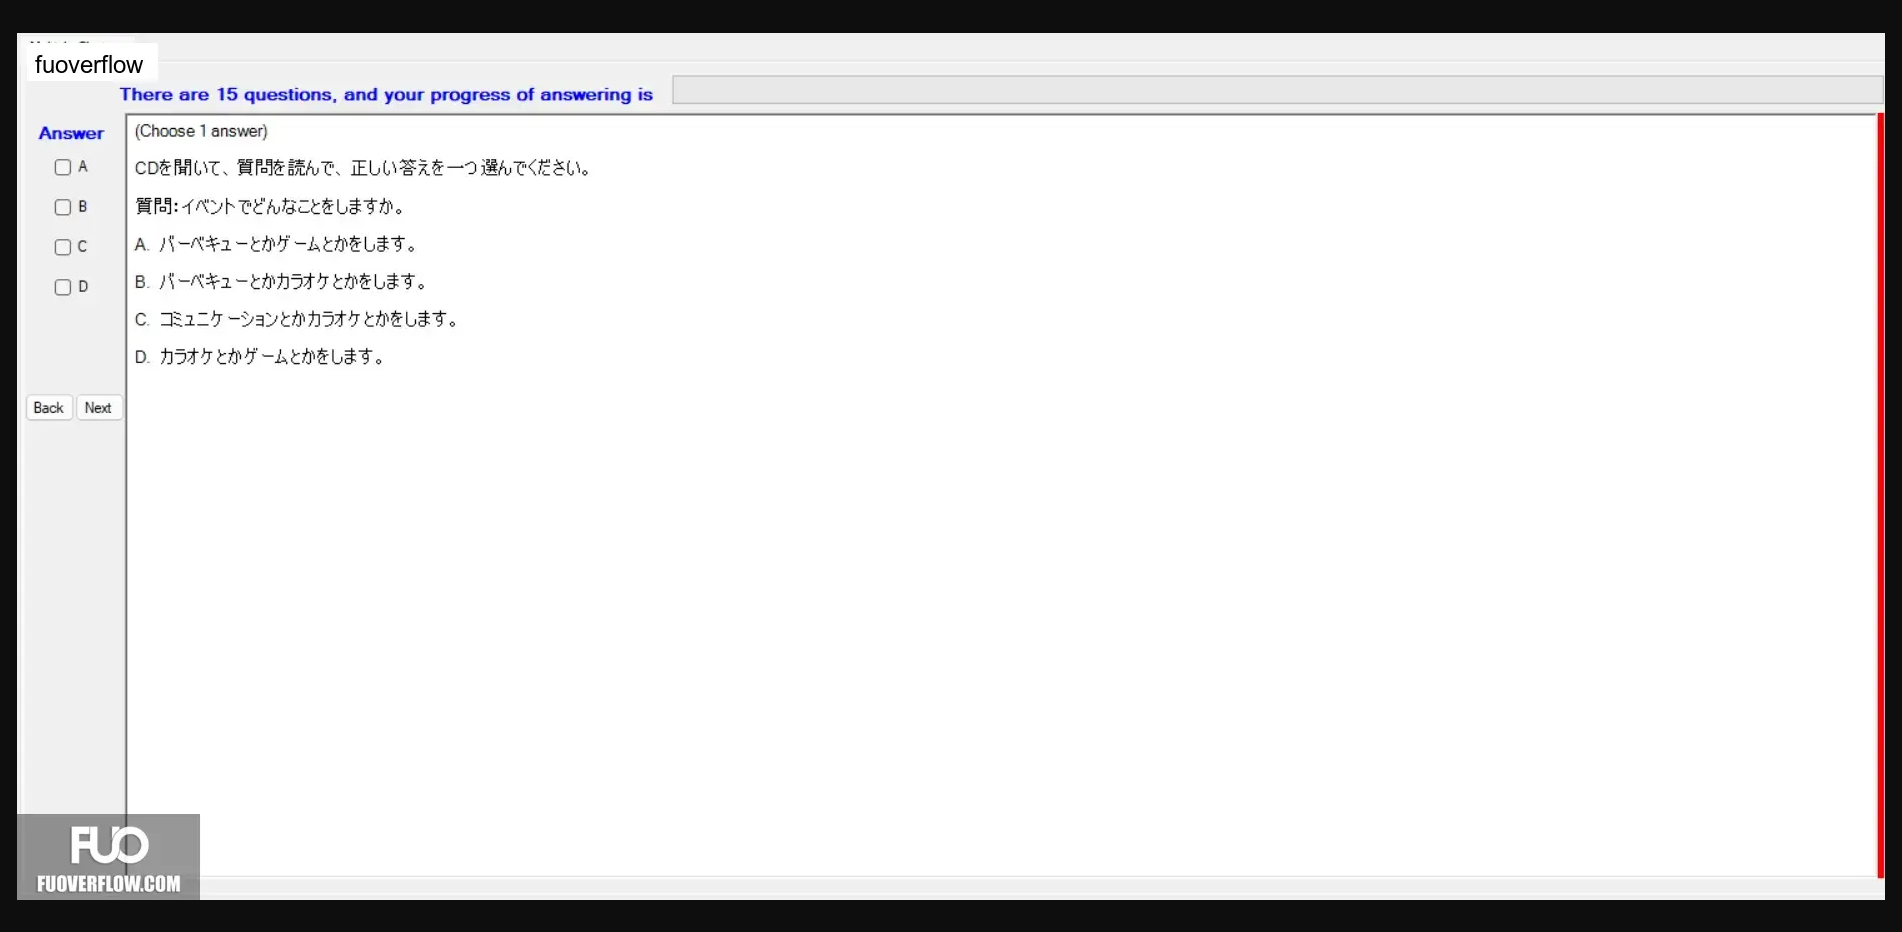 fuoverflow
There are 15 questions, and your progress of answering is
Answer
(Choose 1 answer)
A
CDを聞いて、質問を読んで、正しい答えを一つ選んでください。
B
質問：イベントでどんなことをしますか。
C
A. バーベキューとかゲームとかをします。
D
B. バーベキューとかカラオケとかをします。
C. コミュニケーションとかカラオケとかをします。
D. カラオケとかゲームとかをします。
Back Next
FUO
FUOVERFLOW.COM